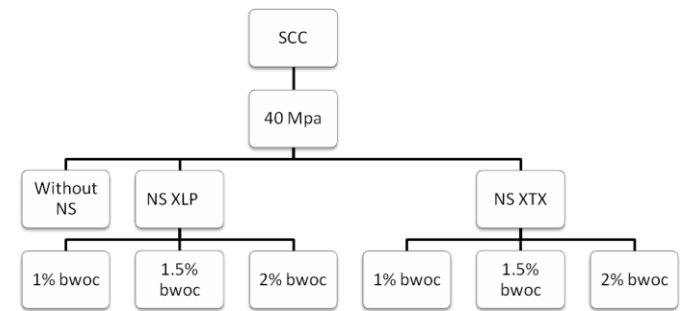 SCC
40 Mpa
Without
NS
NS XLP
NS XTX
1% bwoc
1.5%
bwoc
2% bwoc
1% bwoc
1.5%
bwoc
2% bwoc